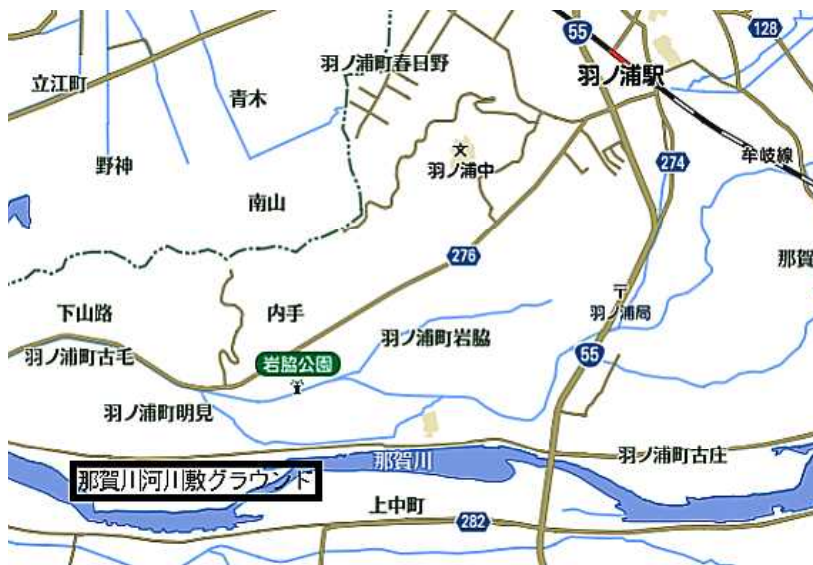 55
128
羽ノ浦町春日野
羽ノ浦駅
立江町
青木
野神
羽ノ浦中
274
牟岐線
南山
276
那賀
下山路
内手
〒
羽ノ浦局
羽ノ浦町古毛
羽ノ浦町岩脇
岩脇公園
55
羽ノ浦町明見
羽ノ浦町古庄
那賀川
那賀川河川敷グラウンド
上中町
282